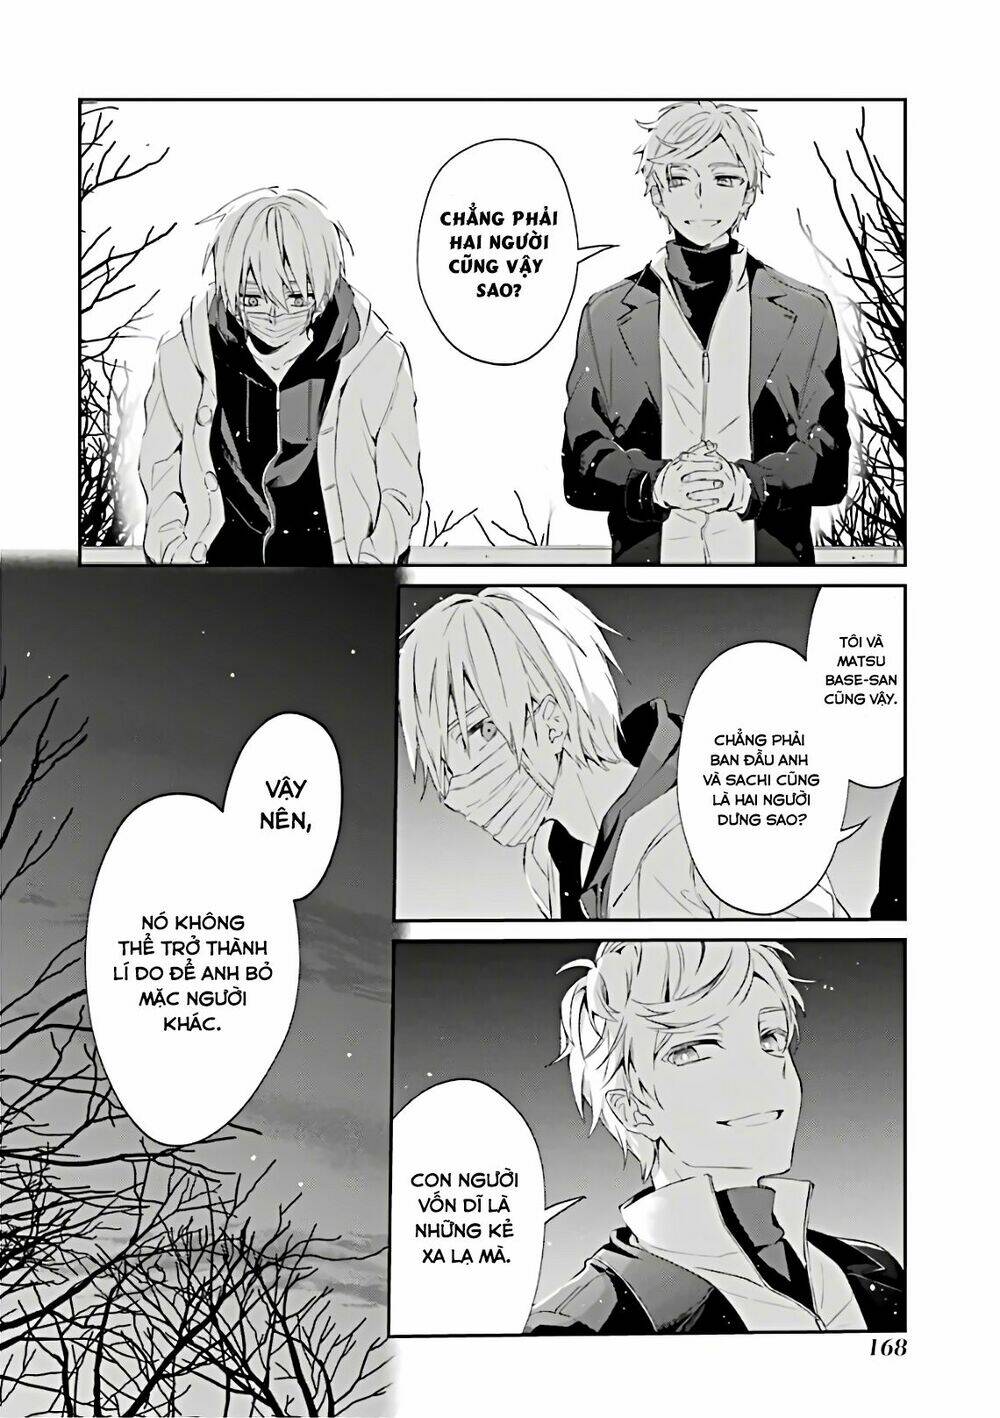 CHẲNG PHẢI
HAI NGƯỜI
CŨNG VẬY
SAO?
TÔI VÀ
MATSU
BASE-SAN
CŨNG VẬY.
CHẲNG PHẢI
BAN ĐẦU ANH
VÀ SACHI CŨNG
LÀ HAI NGƯỜI
DƯNG SAO?
CON NGƯỜI
VỐN DĨ LÀ
NHỮNG KẺ
XA LẠ MÀ.
VẬY
NÊN,
NÓ KHÔNG
THỂ TRỞ THÀNH
LÍ DO ĐỂ ANH BỎ
MẶC NGƯỜI
KHÁC.
168